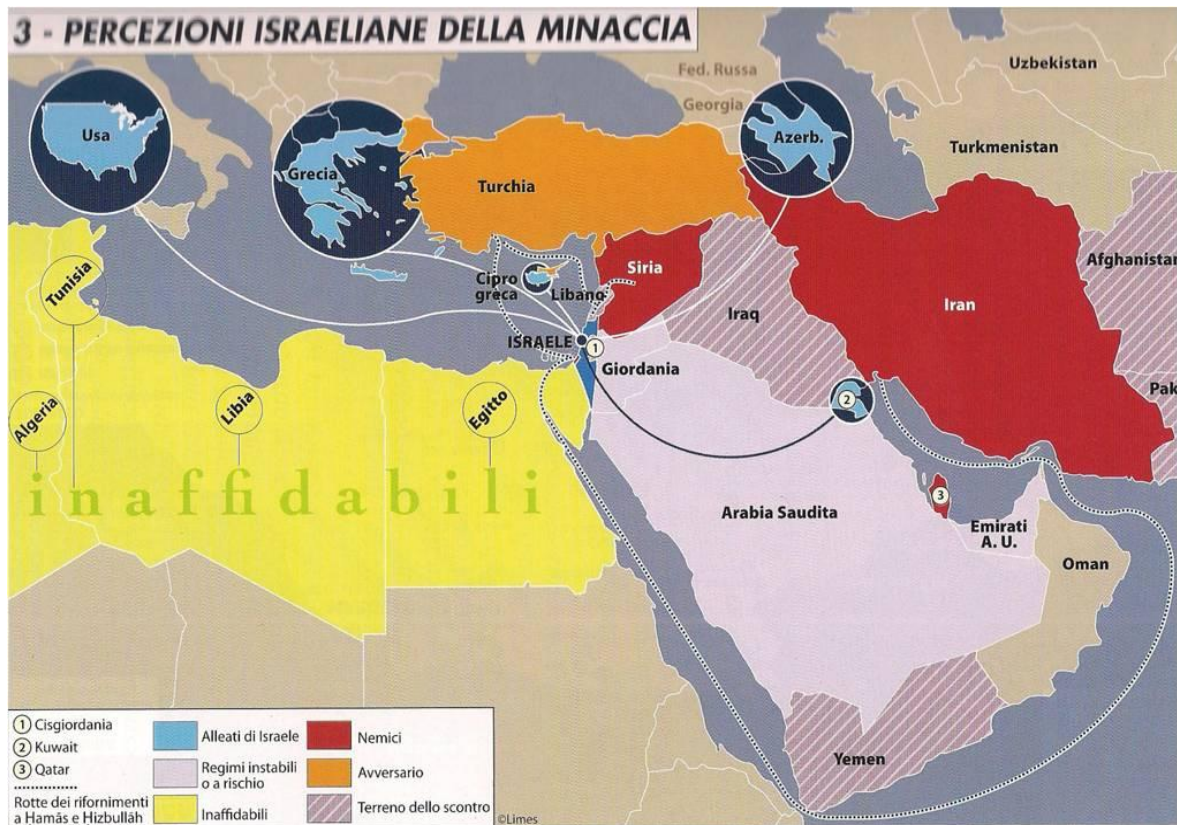 3 - PERCEZIONI ISRAELIANE DELLA MINACCIA
Usa
Grecia
Turchia
Fed. Russa
Georgia
Azerb.
Uzbekistan
Turkmenistan
Afghanistan
Pak
Iran
Iraq
Siria
Cipro
greca
Libano
ISRAELE
1
Giordania
2
3
Tunisia
Algeria
Libia
Egitto
inaffidabili
Arabia Saudita
Emirati
A. U.
Oman
Yemen
1 Cisgiordania
2 Kuwait
3 Qatar
Rotte dei rifornimenti
a Ḥamās e Ḥizbullāh
Alleati di Israele
Regimi instabili
o a rischio
Inaffidabili
Nemici
Avversario
Terreno dello scontro
©Limes